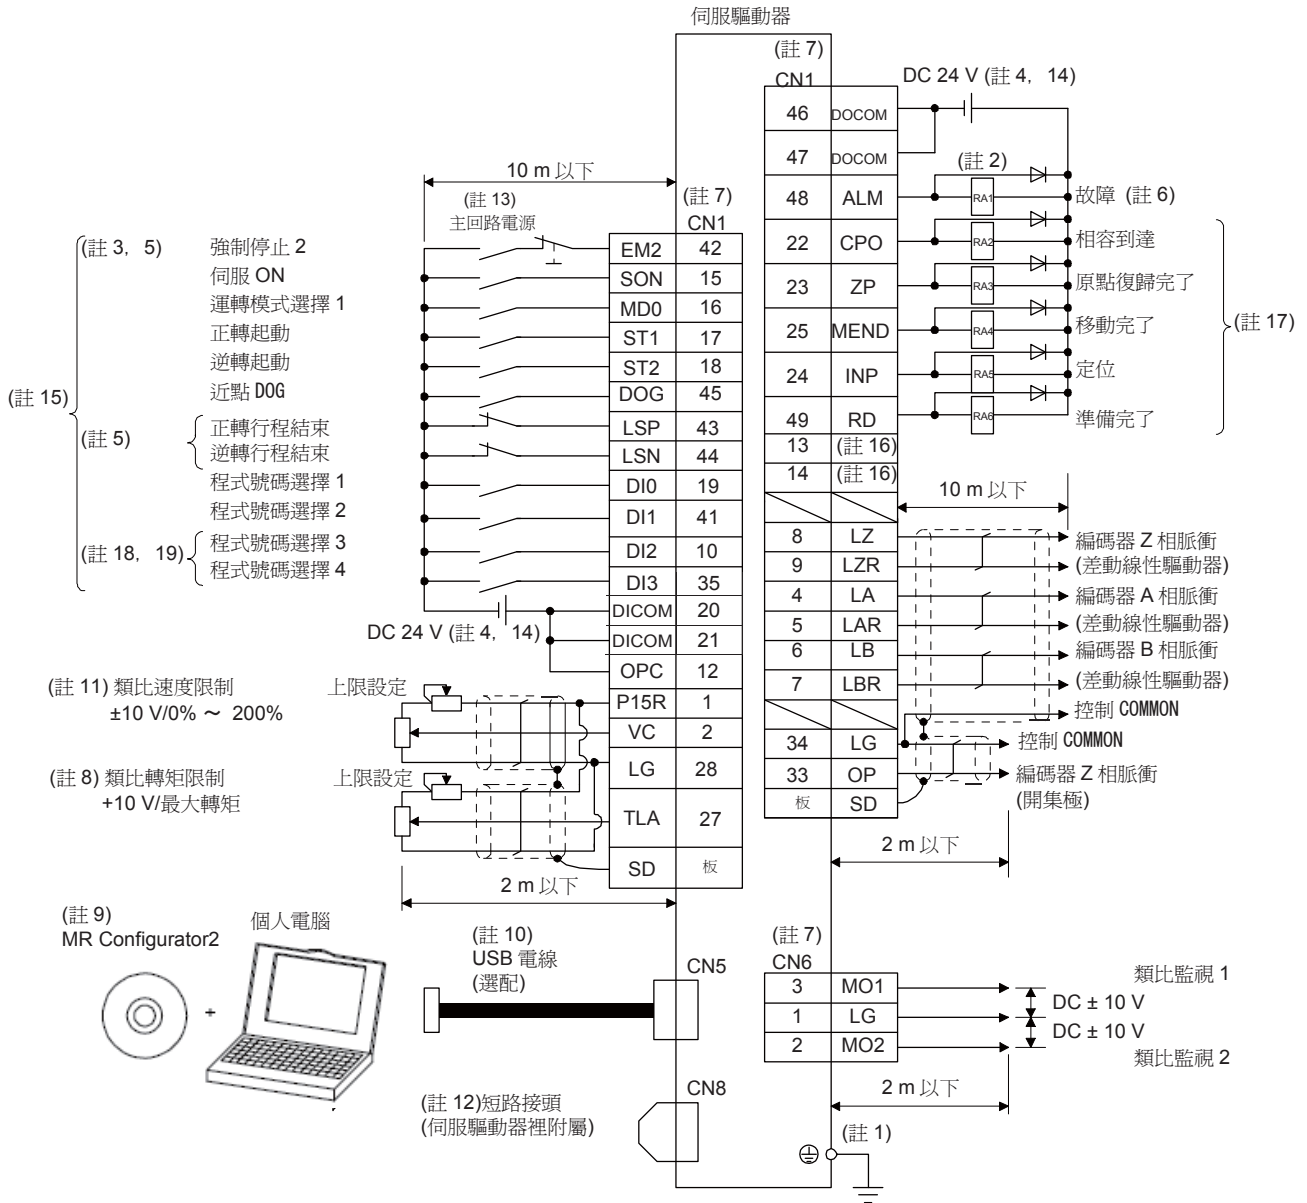 伺服驅動器
(註 7)
CN1
DC 24 V (註 4, 14)
46 DOCOM
47 DOCOM
(註 2)
48 ALM RA1 故障 (註 6)
22 CPO RA2 相容到達
23 ZP RA3 原點復歸完了
25 MEND RA4 移動完了
24 INP RA5 定位
49 RD RA6 準備完了
(註 17)
13 (註 16)
14 (註 16)
10 m 以下
8 LZ 編碼器 Z 相脈衝
9 LZR (差動線性驅動器)
4 LA 編碼器 A 相脈衝
5 LAR (差動線性驅動器)
6 LB 編碼器 B 相脈衝
7 LBR (差動線性驅動器)
控制 COMMON
34 LG 控制 COMMON
33 OP 編碼器 Z 相脈衝
(開集極)
板 SD
2 m 以下
10 m 以下
(註 13)
主回路電源
(註 7)
CN1
(註 15)
(註 3, 5) 強制停止 2 EM2 42
伺服 ON SON 15
運轉模式選擇 1 MD0 16
正轉起動 ST1 17
逆轉起動 ST2 18
近點 DOG DOG 45
(註 5)
正轉行程結束 LSP 43
逆轉行程結束 LSN 44
程式號碼選擇 1 DI0 19
程式號碼選擇 2 DI1 41
(註 18, 19)
程式號碼選擇 3 DI2 10
程式號碼選擇 4 DI3 35
DICOM 20
DC 24 V (註 4, 14)
DICOM 21
OPC 12
(註 11) 類比速度限制 上限設定 P15R 1
±10 V/0% ～ 200%
VC 2
LG 28
(註 8) 類比轉矩限制 上限設定
+10 V/最大轉矩
TLA 27
SD 板
2 m 以下
(註 9)
MR Configurator2
個人電腦
+
(註 10)
USB 電線
(選配)
CN5
(註 12)短路接頭
(伺服驅動器裡附屬)
CN8
(註 7)
CN6
3 MO1 類比監視 1
DC ± 10 V
1 LG
DC ± 10 V
2 MO2 類比監視 2
2 m 以下
(註 1)